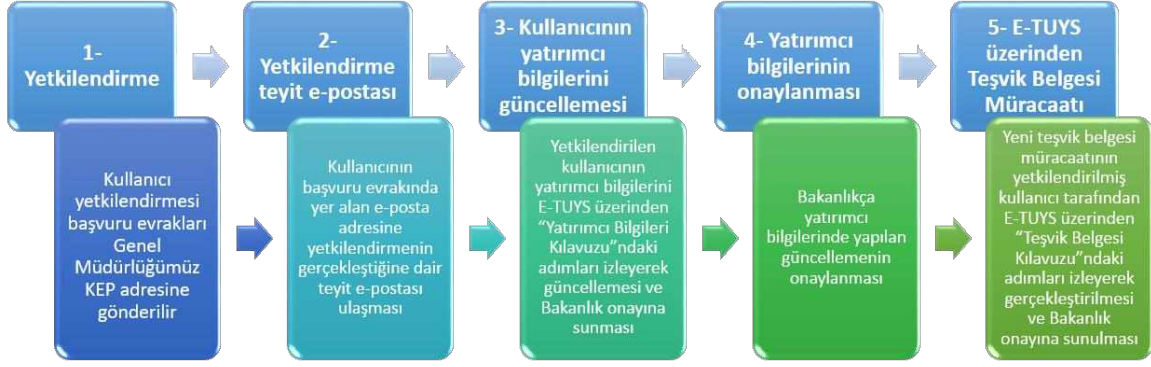 1-
Yetkilendirme
2-
Yetkilendirme
teyit e-postası
3- Kullanıcının
yatırımcı
bilgilerini
güncellemesi
4- Yatırımcı
bilgilerinin
onaylanması
5- E-TUYS
üzerinden
Teşvik Belgesi
Müracaatı
Kullanıcı
yetkilendirmesi
başvuru evrakları
Genel
Müdürlüğümüz
KEP adresine
gönderilir
Kullanıcının
başvuru evrakında
yer alan e-posta
adresine
yetkilendirmenin
gerçekleştiğine dair
teyit e-postası
ulaşması
Yetkilendirilen
kullanıcının
yatırımcı bilgilerini
E-TUYS üzerinden
“Yatırımcı Bilgileri
Kılavuzu”ndaki
adımları izleyerek
güncellemesi ve
Bakanlık onayına
sunması
Bakanlıkça
yatırımcı
bilgilerinde yapılan
güncellemenin
onaylanması
Yeni teşvik belgesi
müracaatının
yetkilendirilmiş
kullanıcı tarafından
E-TUYS üzerinden
“Teşvik Belgesi
Kılavuzu”ndaki
adımları izleyerek
gerçekleştirilmesi
ve Bakanlık
onayına sunulması